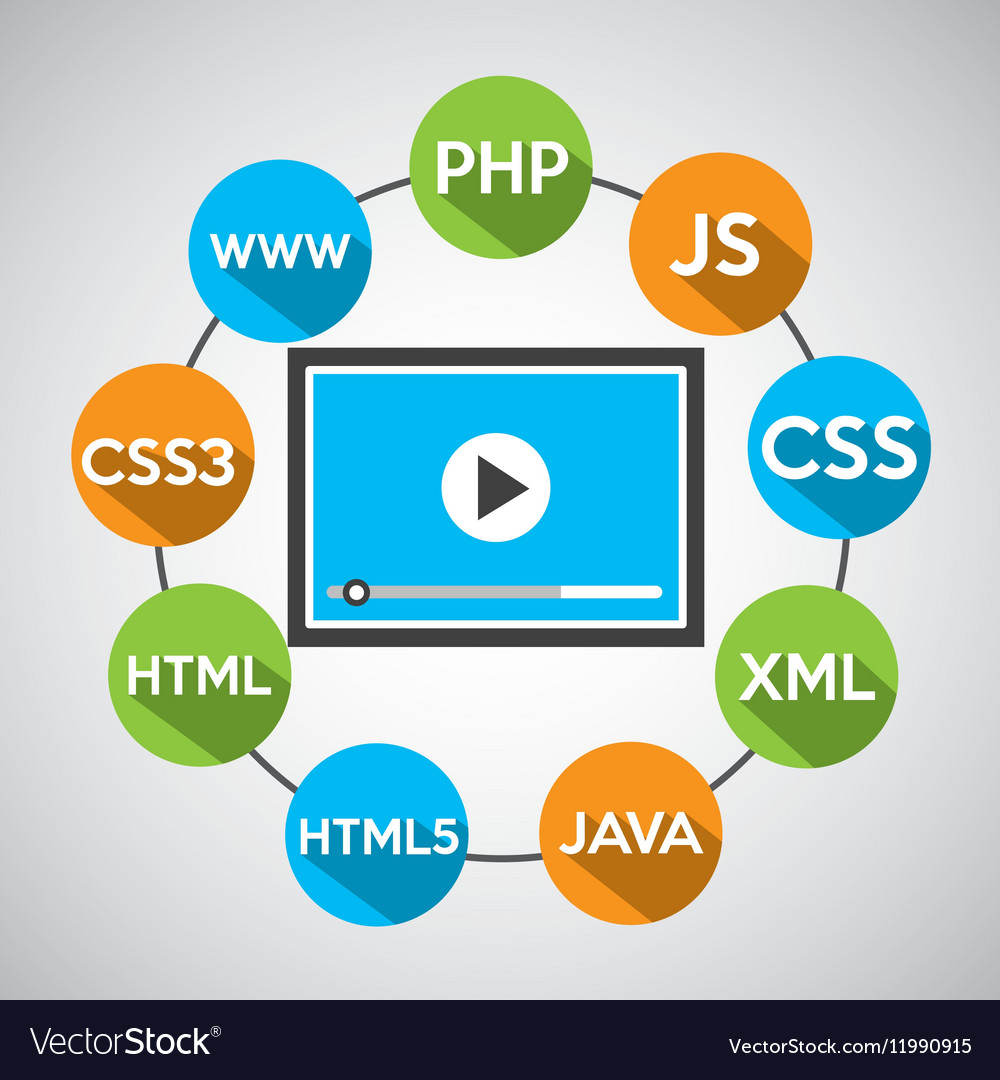 PHP
JS
WWW
CSS
CSS3
HTML
XML
HTML5
JAVA
VectorStock®
VectorStock.com/11990915